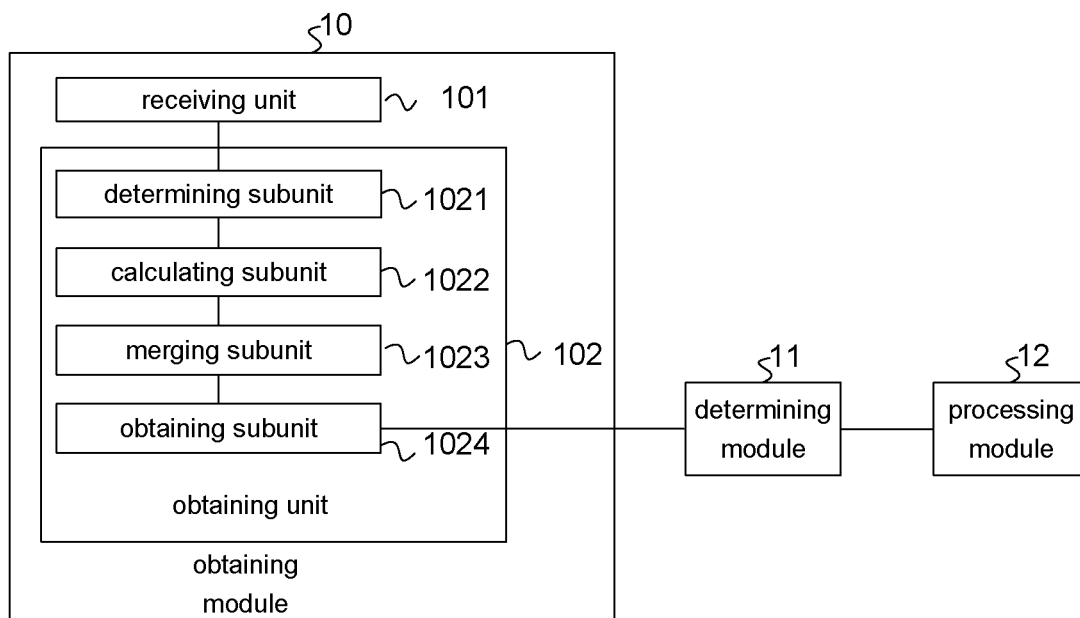 10
receiving unit
101
determining subunit
1021
calculating subunit
1022
merging subunit
1023
102
obtaining subunit
1024
obtaining unit
obtaining
module
11
determining
module
12
processing
module